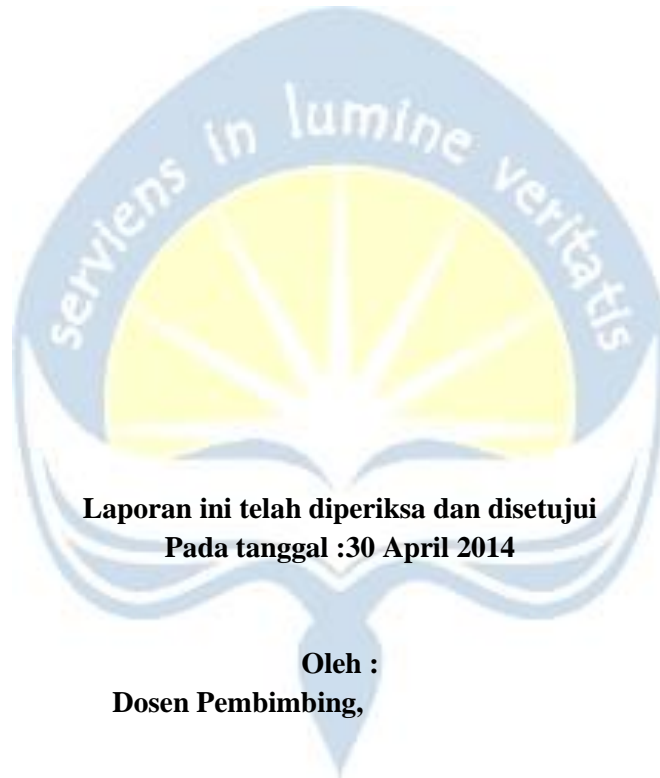 serviens in lumine veritatis
Laporan ini telah diperiksa dan disetujui
Pada tanggal :30 April 2014
Oleh :
Dosen Pembimbing,